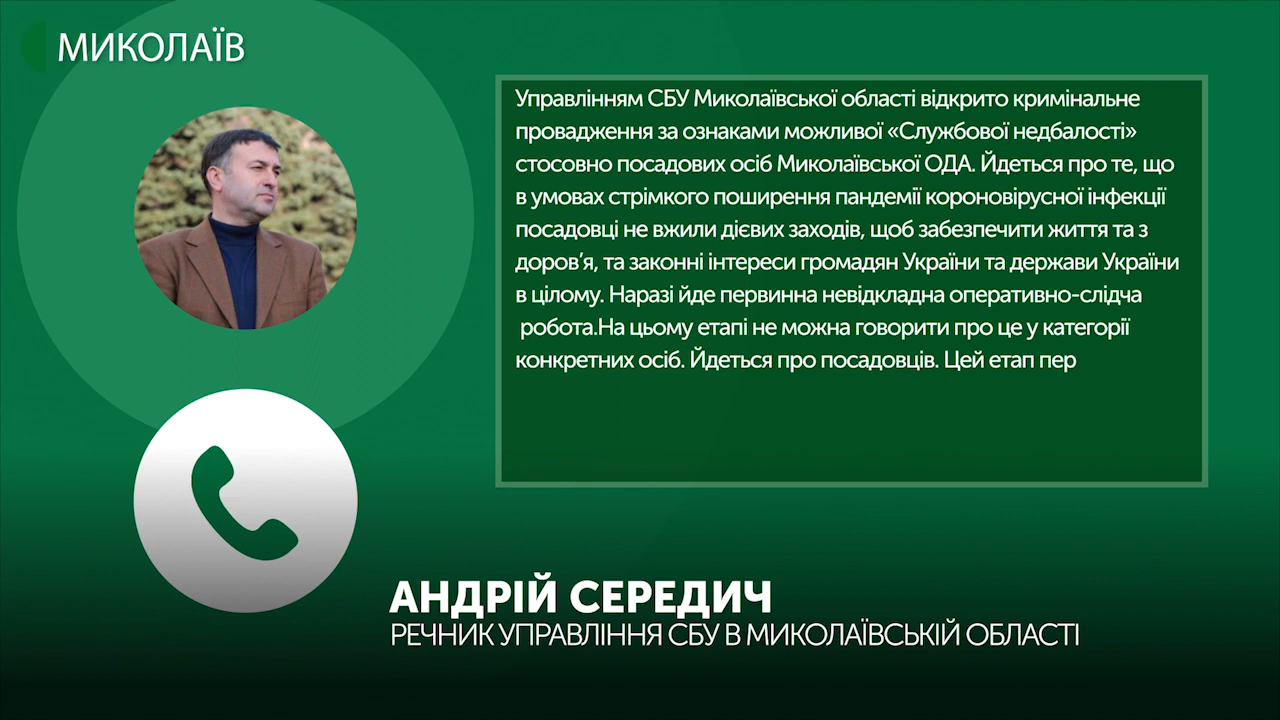 МИКОЛАЇВ
Управлінням СБУ Миколаївської області відкрито кримінальне
провадження за ознаками можливої «Службової недбалості»
стосовно посадових осіб Миколаївської ОДА. Йдеться про те, що
в умовах стрімкого поширення пандемії короновірусної інфекції
посадовці не вжили дієвих заходів, щоб забезпечити життя та з
доров’я, та законні інтереси громадян України та держави України
в цілому. Наразі йде первинна невідкладна оперативно-слідча
робота.На цьому етапі не можна говорити про це у категорії
конкретних осіб. Йдеться про посадовців. Цей етап пер
АНДРІЙ СЕРЕДИЧ
РЕЧНИК УПРАВЛІННЯ СБУ В МИКОЛАЇВСЬКІЙ ОБЛАСТІ